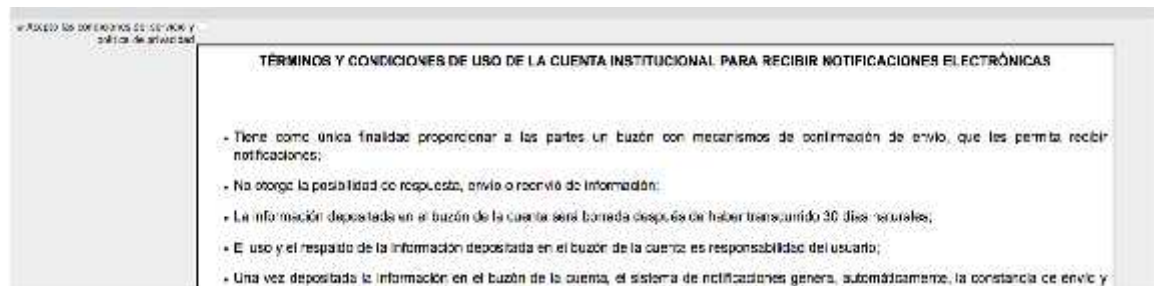 Acepto las condiciones del servicio y
política de privacidad
TÉRMINOS Y CONDICIONES DE USO DE LA CUENTA INSTITUCIONAL PARA RECIBIR NOTIFICACIONES ELECTRÓNICAS
- Tiene como única finalidad proporcionar a las partes un buzón con mecanismos de confirmación de envío, que les permita recibir
notificaciones;
- No otorga la posibilidad de respuesta, envío o reenvió de información;
- La información depositada en el buzón de la cuenta será borrada después de haber transcurrido 30 días naturales;
- El uso y el respaldo de la información depositada en el buzón de la cuenta es responsabilidad del usuario;
- Una vez depositada la información en el buzón de la cuenta, el sistema de notificaciones genera, automáticamente, la constancia de envío y